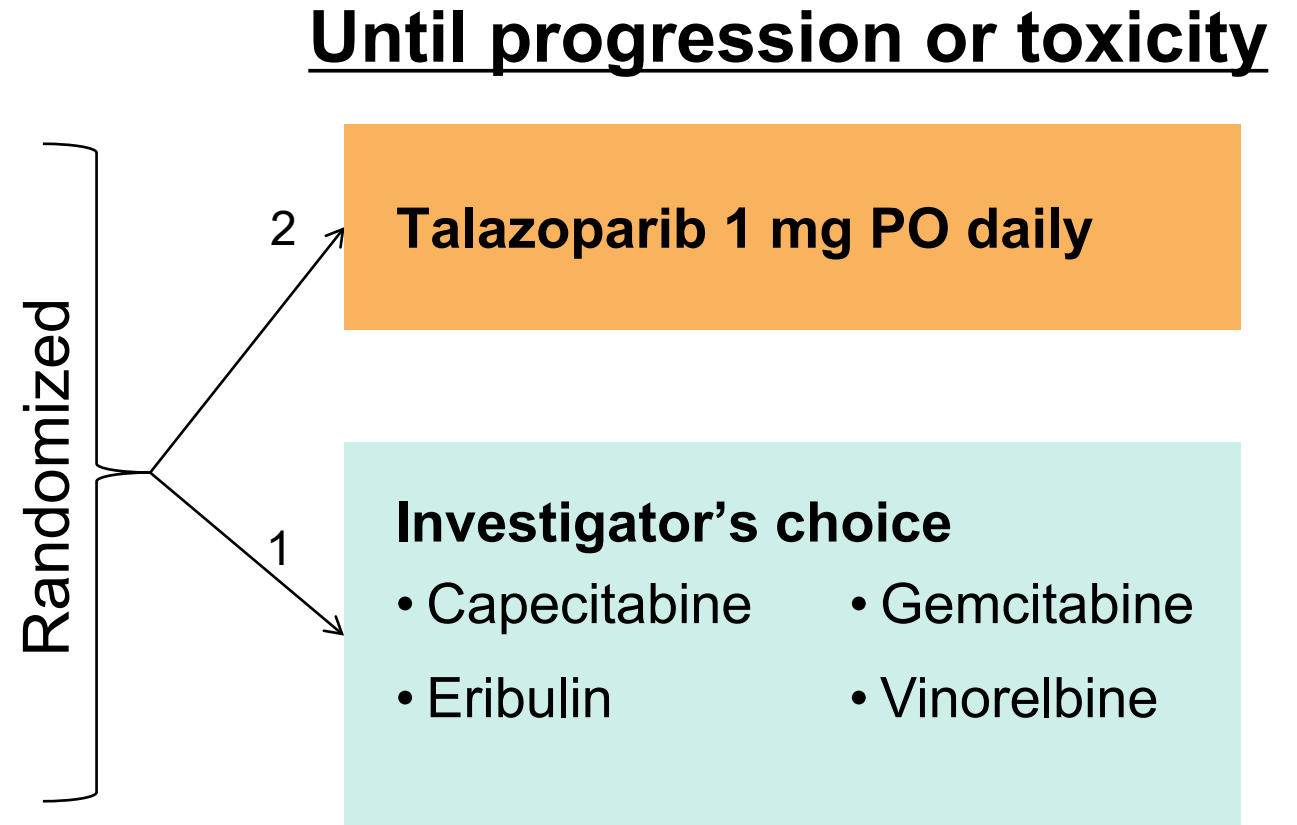 Until progression or toxicity
Randomized
2
Talazoparib 1 mg PO daily
1
Investigator’s choice
• Capecitabine • Gemcitabine
• Eribulin • Vinorelbine